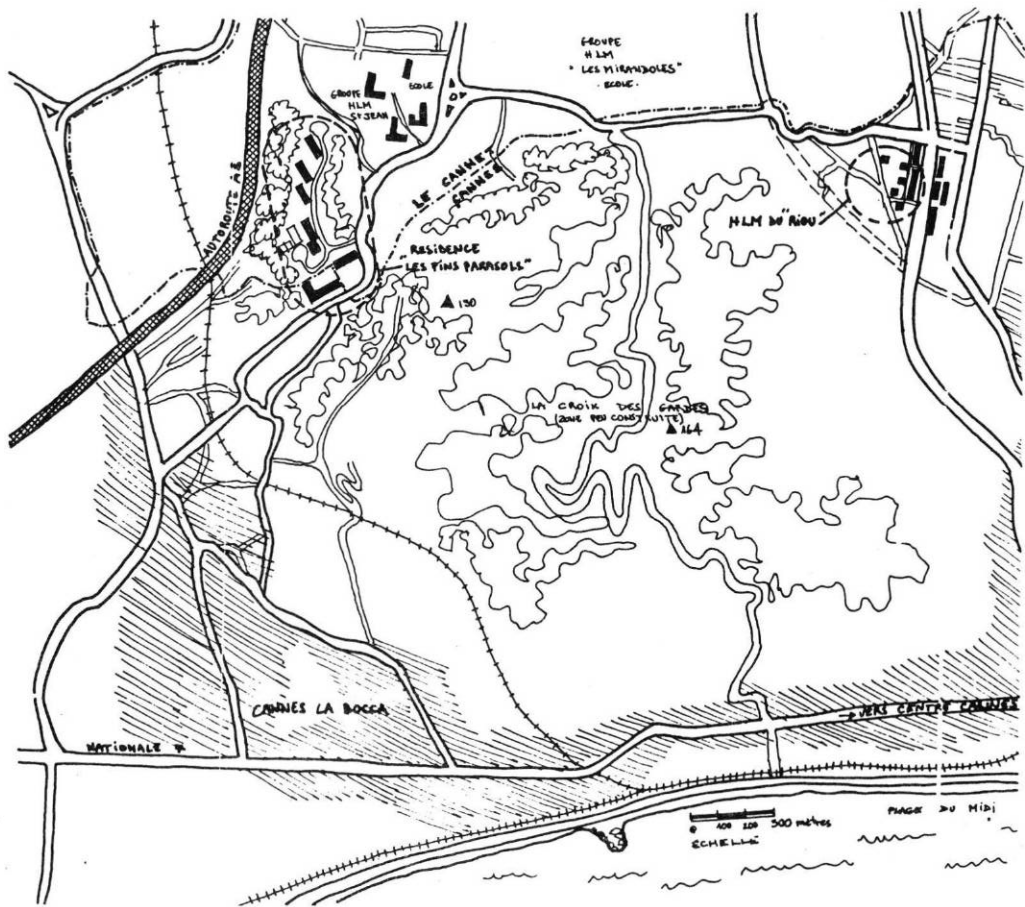 GROUPE
HLM
"LES MIRANDOLES"
-ECOLE-
GROUPE
HLM
ST JEAN
ECOLE
AUTOROUTE A8
LE CANNET
CANNES
HLM DU "RIOU"
"RESIDENCE
LES PINS PARASOLS"
130
LA CROIX DES GARDES
(ZONE PEU CONSTRUITE)
164
CANNES LA BOCCA
VERS CENTRE CANNES
NATIONALE 7
PLAGE DU MIDI
0 100 200 300 mètres
ECHELLE